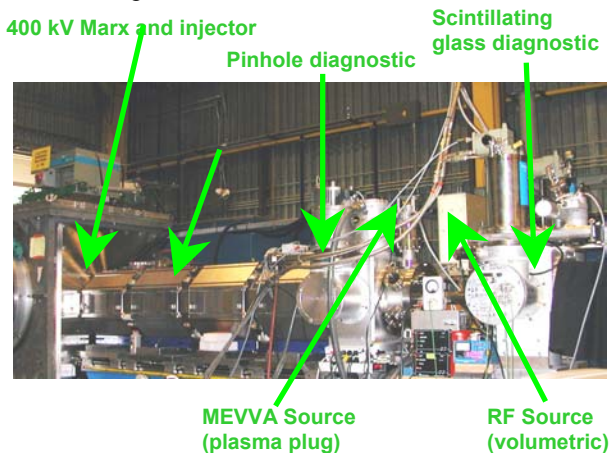 400 kV Marx and injector
Pinhole diagnostic
Scintillating
glass diagnostic
MEVVA Source
(plasma plug)
RF Source
(volumetric)